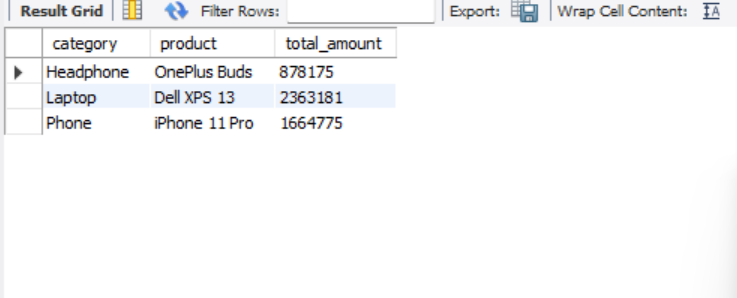 Result Grid Filter Rows: Export: Wrap Cell Content: IA
category product total_amount
Headphone OnePlus Buds 878175
Laptop Dell XPS 13 2363181
Phone iPhone 11 Pro 1664775